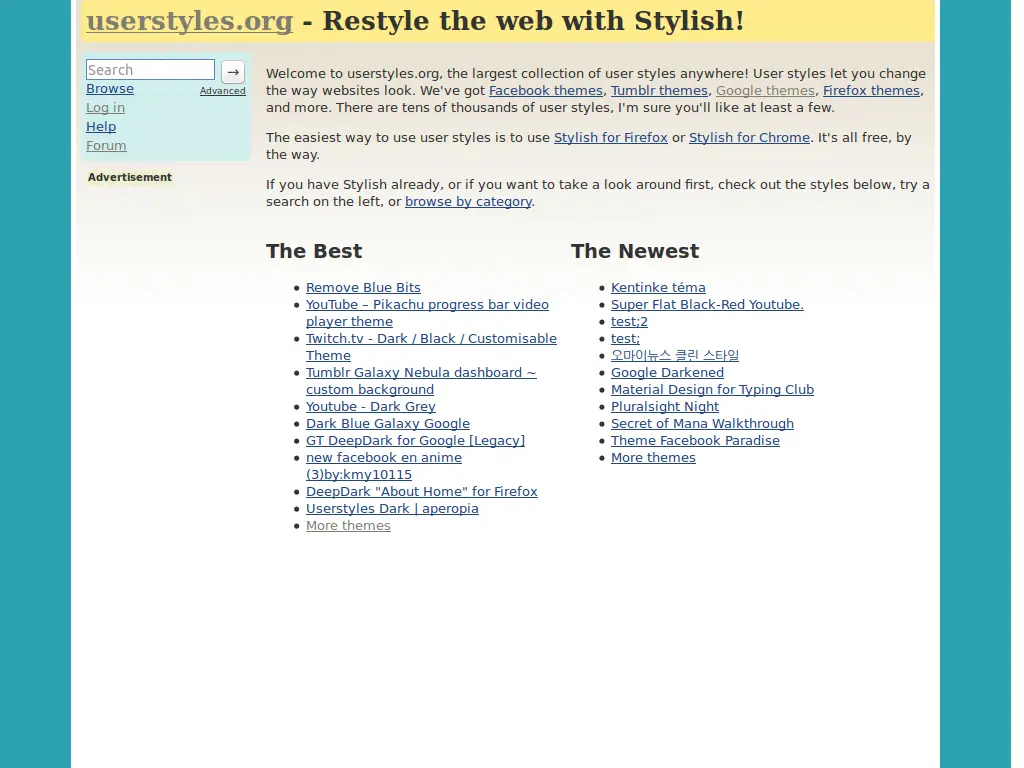 userstyles.org - Restyle the web with Stylish!
Search →
Browse Advanced
Log in
Help
Forum
Advertisement
Welcome to userstyles.org, the largest collection of user styles anywhere! User styles let you change
the way websites look. We've got Facebook themes, Tumblr themes, Google themes, Firefox themes,
and more. There are tens of thousands of user styles, I'm sure you'll like at least a few.
The easiest way to use user styles is to use Stylish for Firefox or Stylish for Chrome. It's all free, by
the way.
If you have Stylish already, or if you want to take a look around first, check out the styles below, try a
search on the left, or browse by category.
The Best
Remove Blue Bits
YouTube – Pikachu progress bar video
player theme
Twitch.tv - Dark / Black / Customisable
Theme
Tumblr Galaxy Nebula dashboard ~
custom background
Youtube - Dark Grey
Dark Blue Galaxy Google
GT DeepDark for Google [Legacy]
new facebook en anime
(3)by:kmy10115
DeepDark "About Home" for Firefox
Userstyles Dark | aperopia
More themes
The Newest
Kentinke téma
Super Flat Black-Red Youtube.
test;2
test;
오마이뉴스 클린 스타일
Google Darkened
Material Design for Typing Club
Pluralsight Night
Secret of Mana Walkthrough
Theme Facebook Paradise
More themes